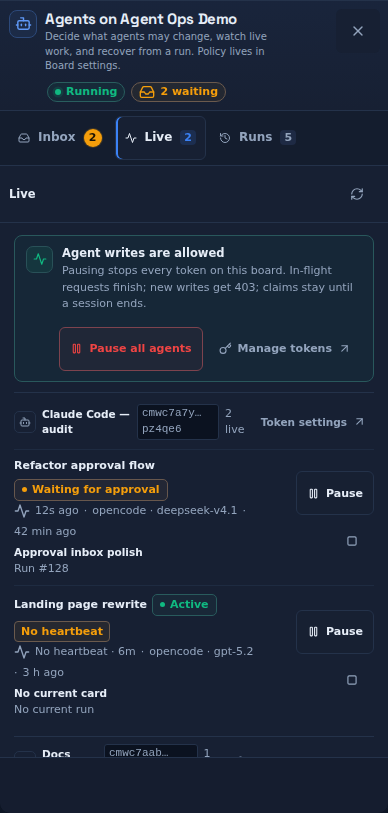 Agents on Agent Ops Demo
Decide what agents may change, watch live
work, and recover from a run. Policy lives in
Board settings.
Running
2 waiting
Inbox 2
Live 2
Runs 5
Live
Agent writes are allowed
Pausing stops every token on this board. In-flight
requests finish; new writes get 403; claims stay until
a session ends.
Pause all agents
Manage tokens
Claude Code —
audit
cmwc7a7y…
pz4qe6
2
live
Token settings
Refactor approval flow
Waiting for approval
12s ago · opencode · deepseek-v4.1 ·
42 min ago
Approval inbox polish
Run #128
Pause
Landing page rewrite
Active
No heartbeat
No heartbeat · 6m · opencode · gpt-5.2
· 3 h ago
No current card
No current run
Pause
Docs
cmwc7aab…
1